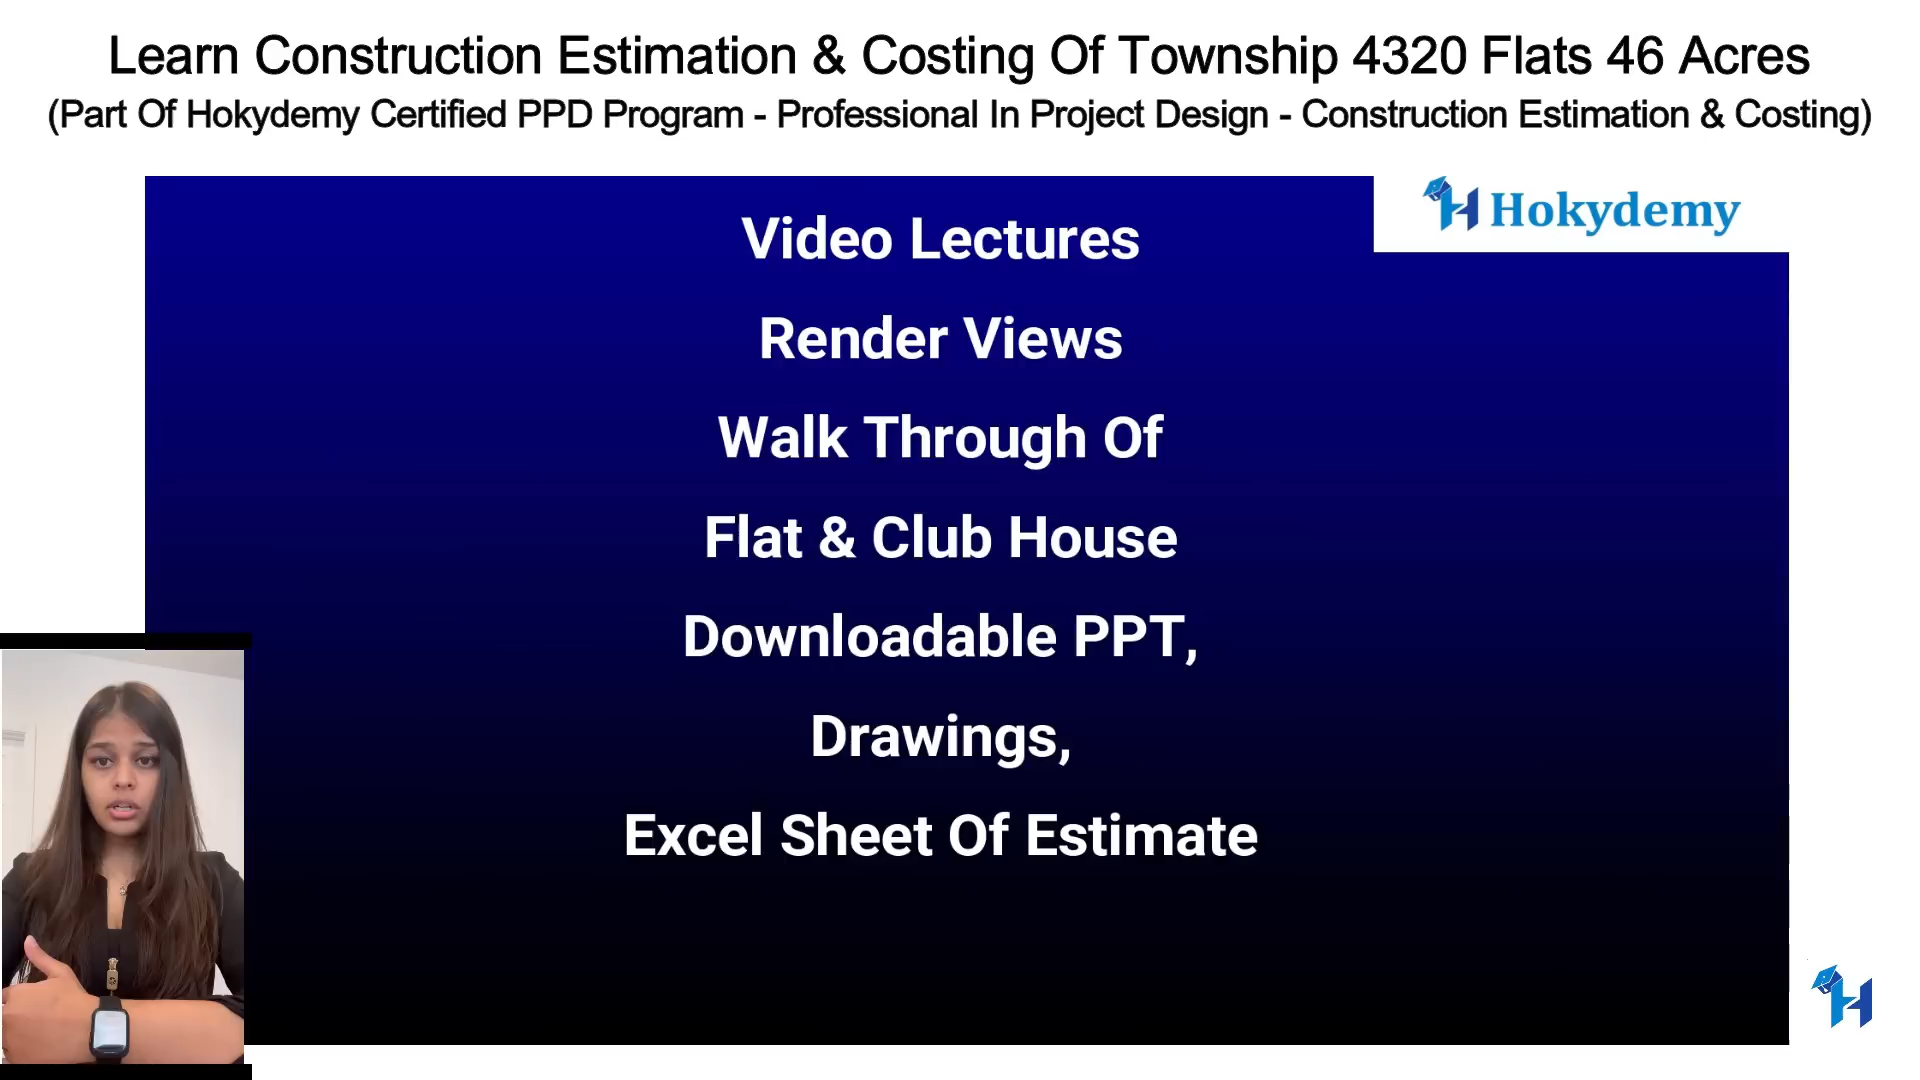 Learn Construction Estimation & Costing Of Township 4320 Flats 46 Acres
(Part Of Hokydemy Certified PPD Program - Professional In Project Design - Construction Estimation & Costing)
Hokydemy
Video Lectures
Render Views
Walk Through Of
Flat & Club House
Downloadable PPT,
Drawings,
Excel Sheet Of Estimate